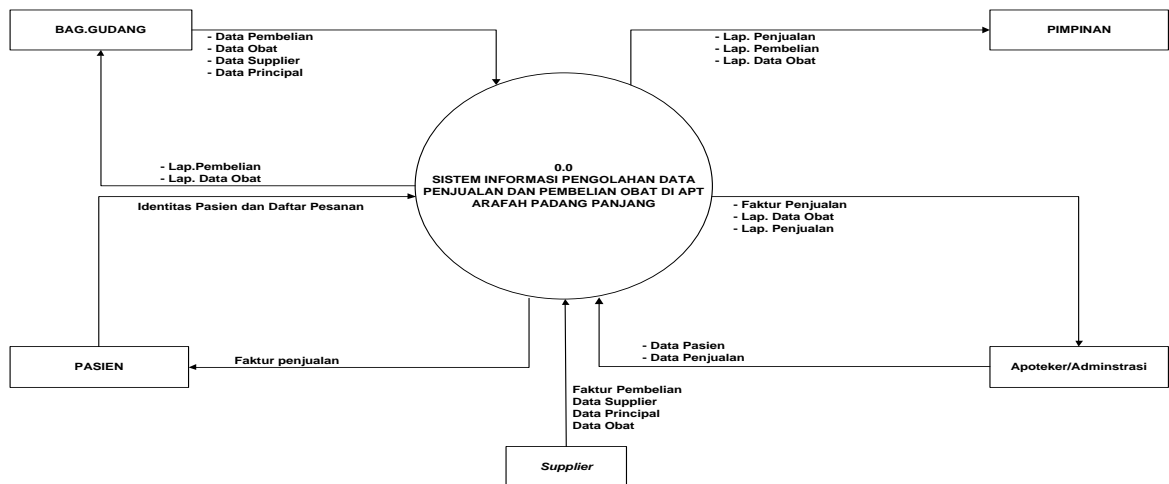 BAG.GUDANG
- Data Pembelian
- Data Obat
- Data Supplier
- Data Principal
- Lap. Penjualan
- Lap. Pembelian
- Lap. Data Obat
PIMPINAN
0.0
SISTEM INFORMASI PENGOLAHAN DATA
PENJUALAN DAN PEMBELIAN OBAT DI APT
ARAFAH PADANG PANJANG
- Lap.Pembelian
- Lap. Data Obat
Identitas Pasien dan Daftar Pesanan
- Faktur Penjualan
- Lap. Data Obat
- Lap. Penjualan
PASIEN
Faktur penjualan
- Data Pasien
- Data Penjualan
Apoteker/Adminstrasi
Faktur Pembelian
Data Supplier
Data Principal
Data Obat
Supplier